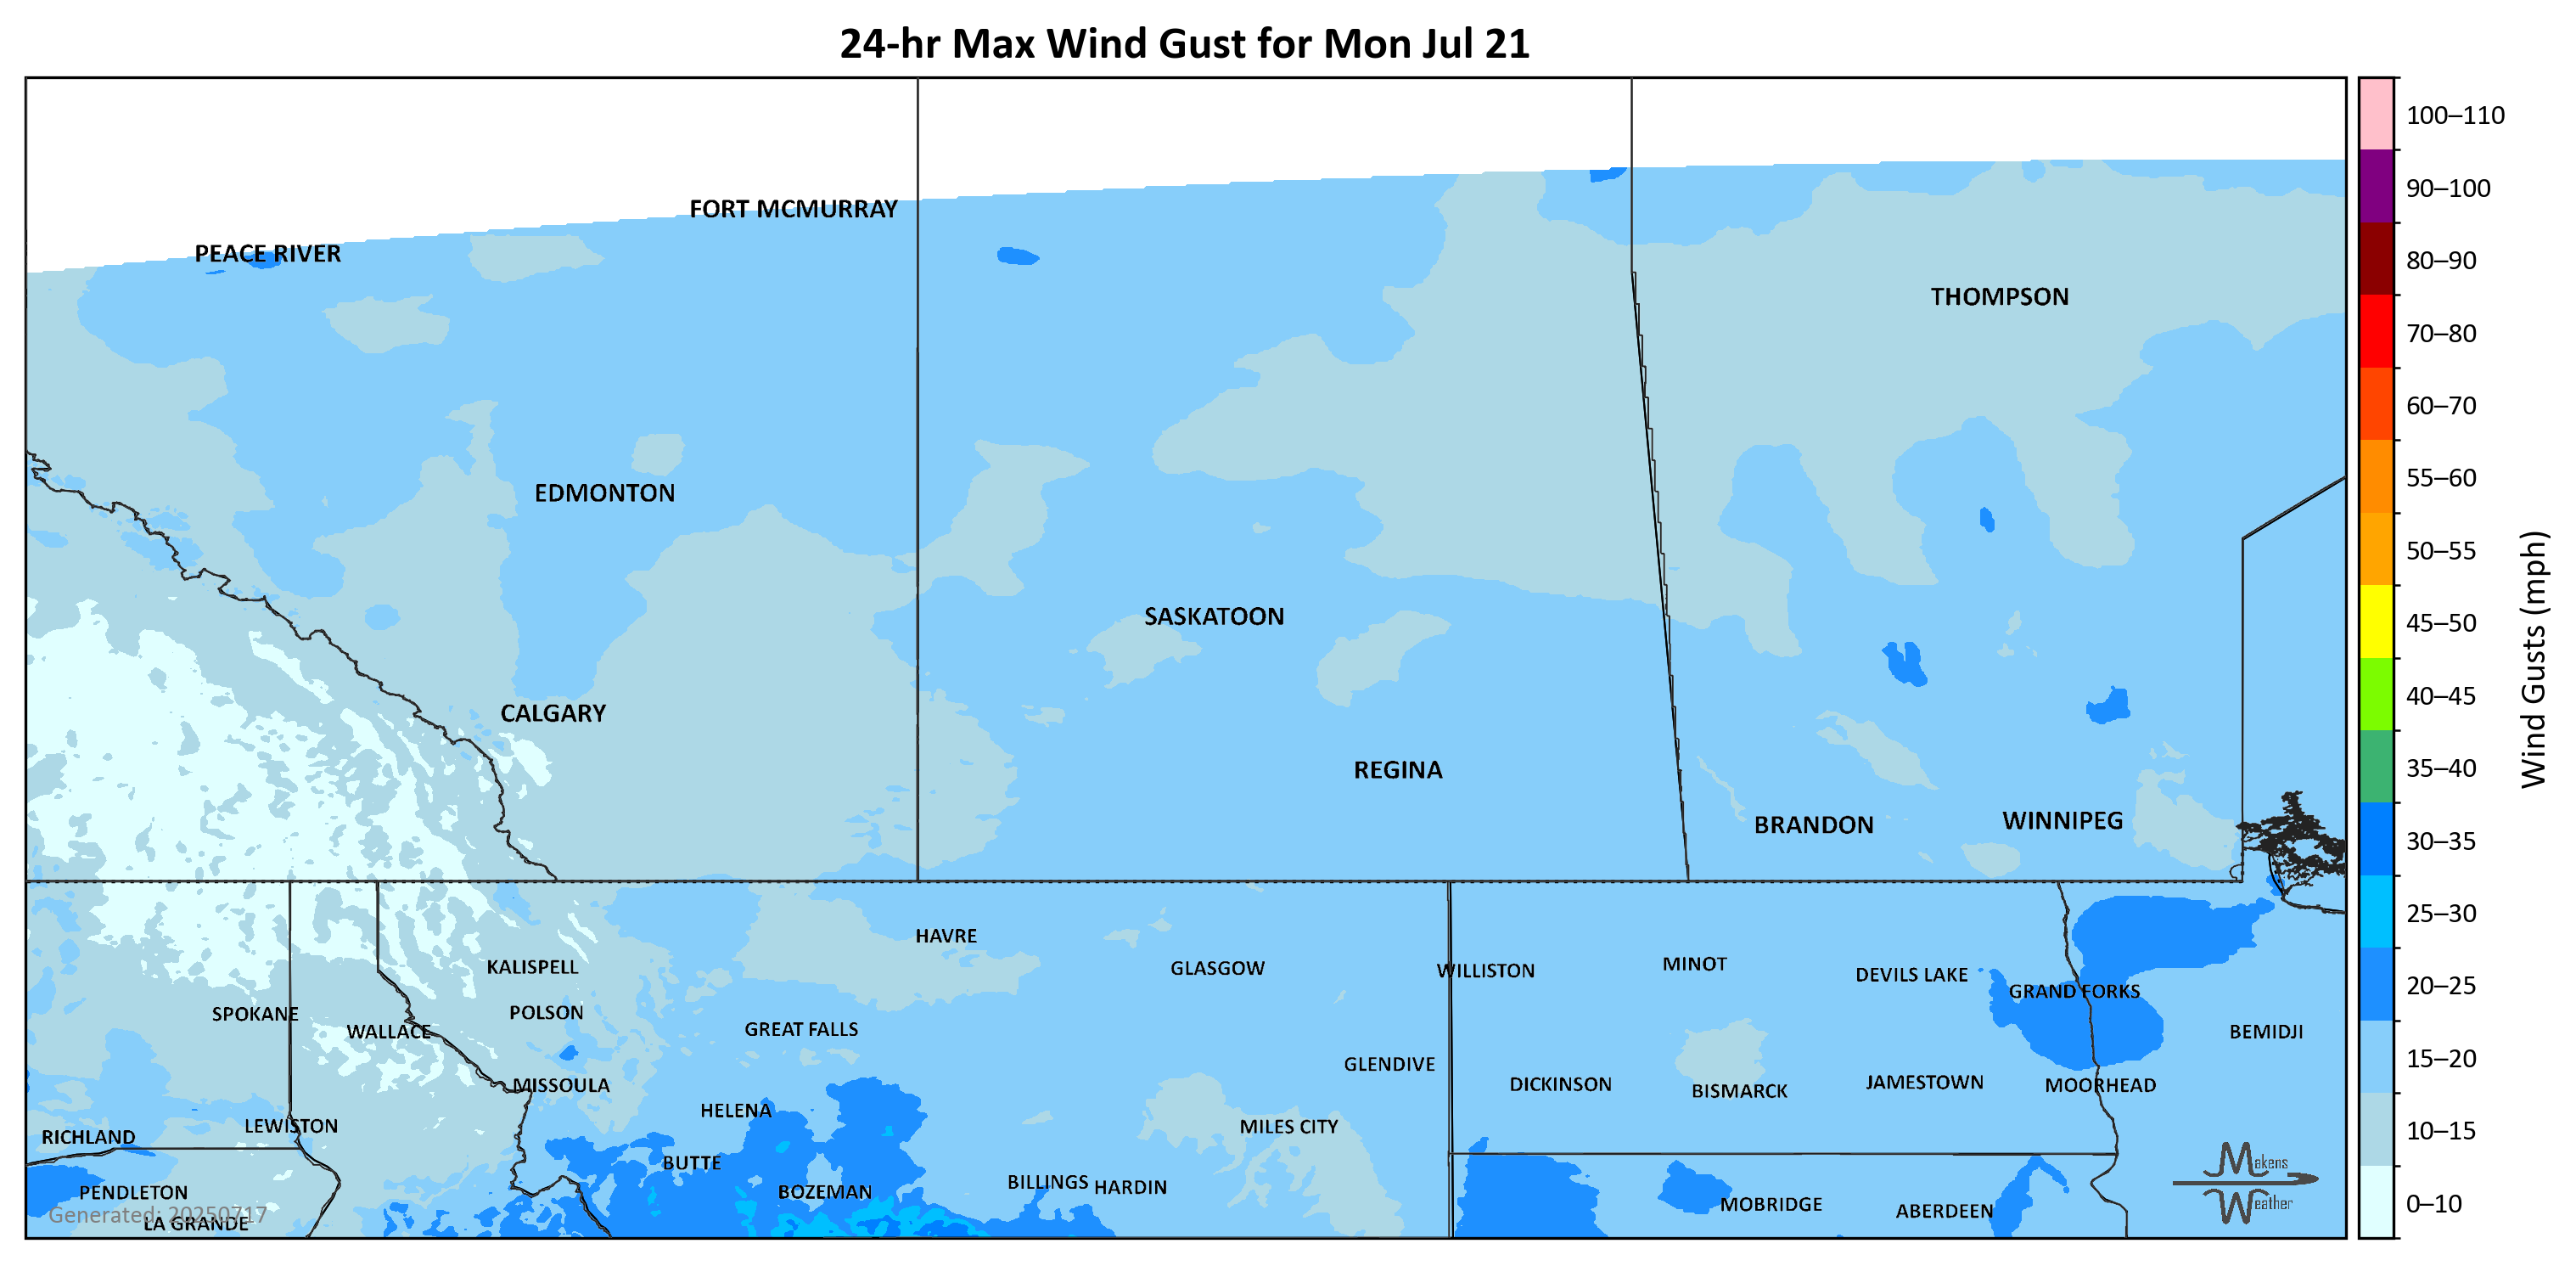 24-hr Max Wind Gust for Mon Jul 21
100–110
90–100
80–90
70–80
60–70
55–60
50–55
45–50
40–45
35–40
30–35
25–30
20–25
15–20
10–15
0–10
Wind Gusts (mph)
FORT MCMURRAY
PEACE RIVER
THOMPSON
EDMONTON
SASKATOON
CALGARY
REGINA
BRANDON
WINNIPEG
HAVRE
KALISPELL
GLASGOW
WILLISTON
MINOT
DEVILS LAKE
GRAND FORKS
SPOKANE
POLSON
WALLACE
GREAT FALLS
BEMIDJI
GLENDIVE
MISSOULA
DICKINSON
BISMARCK
JAMESTOWN
MOORHEAD
HELENA
LEWISTON
MILES CITY
RICHLAND
BUTTE
PENDLETON
BOZEMAN
BILLINGS
HARDIN
MOBRIDGE
ABERDEEN
LA GRANDE
Generated: 20250717
Makens
Weather